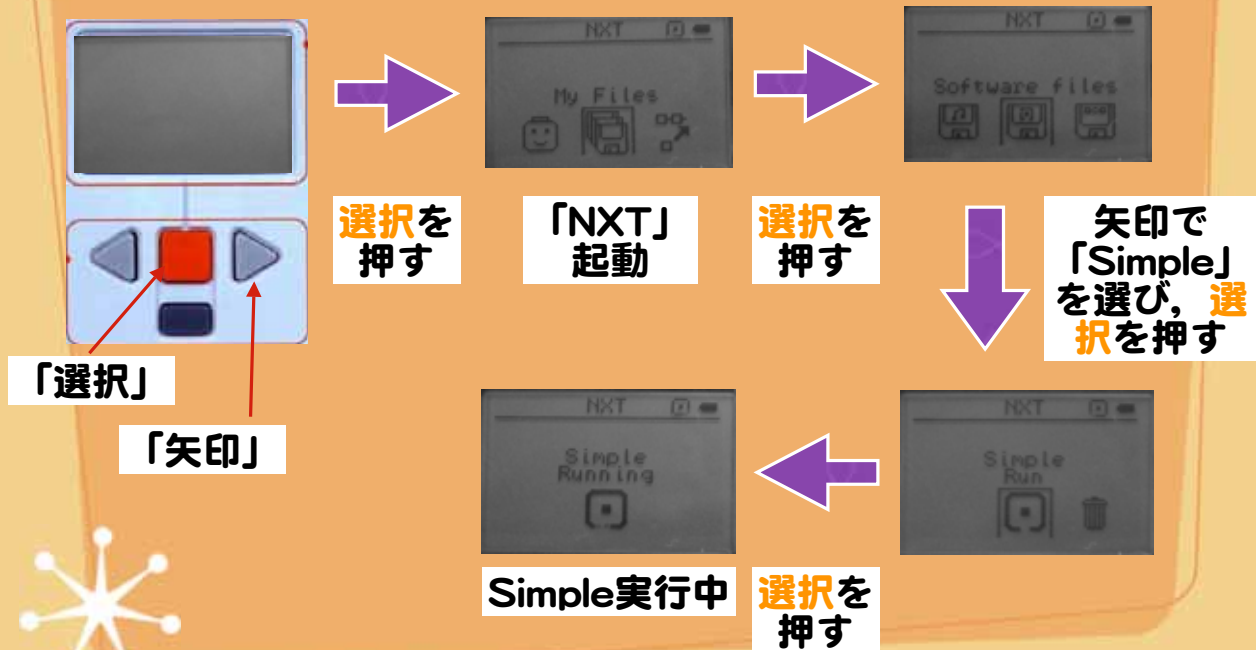 NXT
My Files
NXT
Software files
選択を
押す
「NXT」
起動
選択を
押す
矢印で
「Simple」
を選び，選
択を押す
「選択」
「矢印」
NXT
Simple
Running
NXT
Simple
Run
Simple実行中
選択を
押す